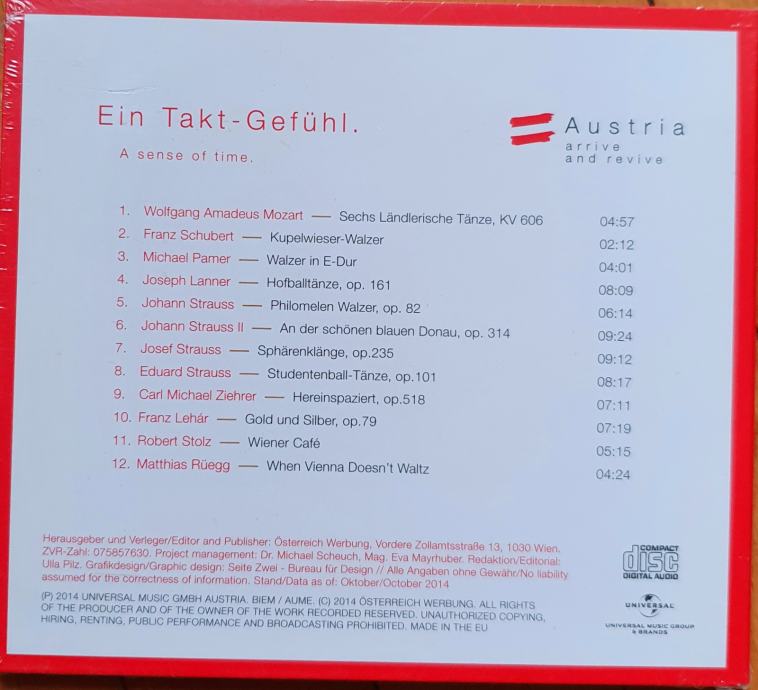 Ein Takt-Gefühl.
A sense of time.
Austria
arrive
and revive
1. Wolfgang Amadeus Mozart — Sechs Ländlerische Tänze, KV 606 04:57
2. Franz Schubert — Kupelwieser-Walzer 02:12
3. Michael Pamer — Walzer in E-Dur 04:01
4. Joseph Lanner — Hofballtänze, op. 161 08:09
5. Johann Strauss — Philomelen Walzer, op. 82 06:14
6. Johann Strauss II — An der schönen blauen Donau, op. 314 09:24
7. Josef Strauss — Sphärenklänge, op.235 09:12
8. Eduard Strauss — Studentenball-Tänze, op.101 08:17
9. Carl Michael Ziehrer — Hereinspaziert, op.518 07:11
10. Franz Lehár — Gold und Silber, op.79 07:19
11. Robert Stolz — Wiener Café 05:15
12. Matthias Rüegg — When Vienna Doesn't Waltz 04:24
Herausgeber und Verleger/Editor and Publisher: Österreich Werbung, Vordere Zollamtsstraße 13, 1030 Wien.
ZVR-Zahl: 075857630. Project management: Dr. Michael Scheuch, Mag. Eva Mayrhuber. Redaktion/Editorial:
Ulla Pilz. Grafikdesign/Graphic design: Seite Zwei - Bureau für Design // Alle Angaben ohne Gewähr/No liability
assumed for the correctness of information. Stand/Data as of: Oktober/October 2014
(P) 2014 UNIVERSAL MUSIC GMBH AUSTRIA. BIEM / AUME. (C) 2014 ÖSTERREICH WERBUNG. ALL RIGHTS
OF THE PRODUCER AND OF THE OWNER OF THE WORK RECORDED RESERVED. UNAUTHORIZED COPYING,
HIRING, RENTING, PUBLIC PERFORMANCE AND BROADCASTING PROHIBITED. MADE IN THE EU
COMPACT
disc
DIGITAL AUDIO
UNIVERSAL
UNIVERSAL MUSIC GROUP
& BRANDS